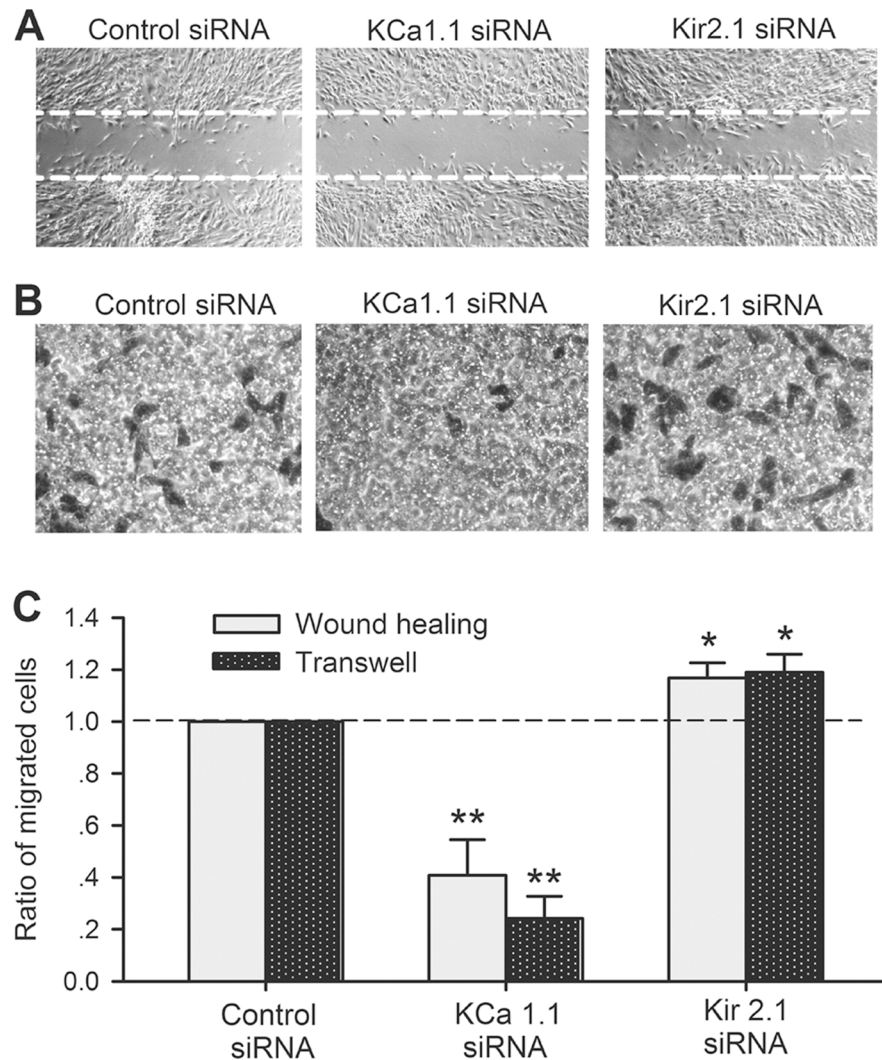 A
Control siRNA
KCa1.1 siRNA
Kir2.1 siRNA
B
Control siRNA
KCa1.1 siRNA
Kir2.1 siRNA
C
Ratio of migrated cells
1.4
1.2
1.0
.8
.6
.4
.2
0.0
Wound healing
Transwell
**
**
*
*
Control
siRNA
KCa 1.1
siRNA
Kir 2.1
siRNA